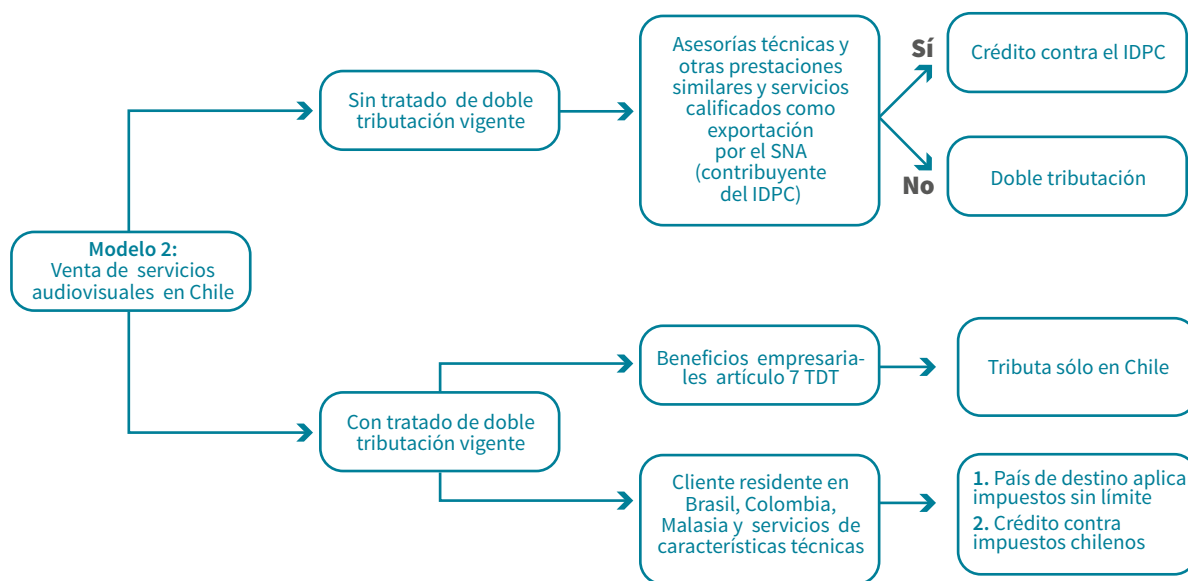 Modelo 2:
Venta de servicios
audiovisuales en Chile
Sin tratado de doble
tributación vigente
Asesorías técnicas y
otras prestaciones
similares y servicios
calificados como
exportación
por el SNA
(contribuyente
del IDPC)
Sí
Crédito contra el IDPC
No
Doble tributación
Con tratado de doble
tributación vigente
Beneficios empresaria-
les artículo 7 TDT
Tributa sólo en Chile
Cliente residente en
Brasil, Colombia,
Malasia y servicios de
características técnicas
1. País de destino aplica
impuestos sin límite
2. Crédito contra
impuestos chilenos